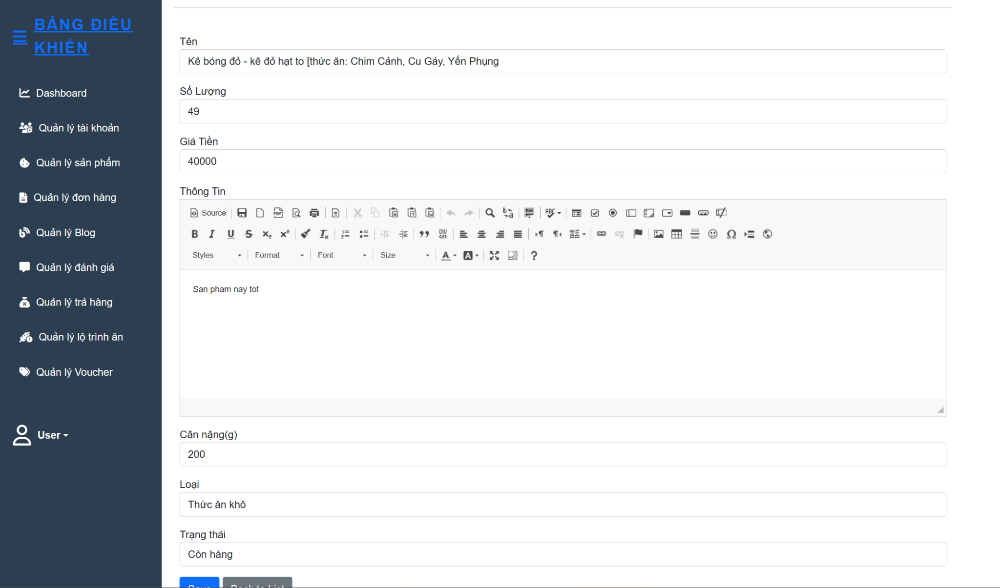 BẢNG ĐIỀU
KHIỂN
Dashboard
Quản lý tài khoản
Quản lý sản phẩm
Quản lý đơn hàng
Quản lý Blog
Quản lý đánh giá
Quản lý trả hàng
Quản lý lộ trình ăn
Quản lý Voucher
User
Tên
Kê bóng đỏ - kê đỏ hạt to [thức ăn: Chim Cảnh, Cu Gáy, Yến Phụng
Số Lượng
49
Giá Tiền
40000
Thông Tin
Source
Styles Format Font Size
San pham nay tot
Cân nặng(g)
200
Loại
Thức ăn khô
Trạng thái
Còn hàng
Save Back to List